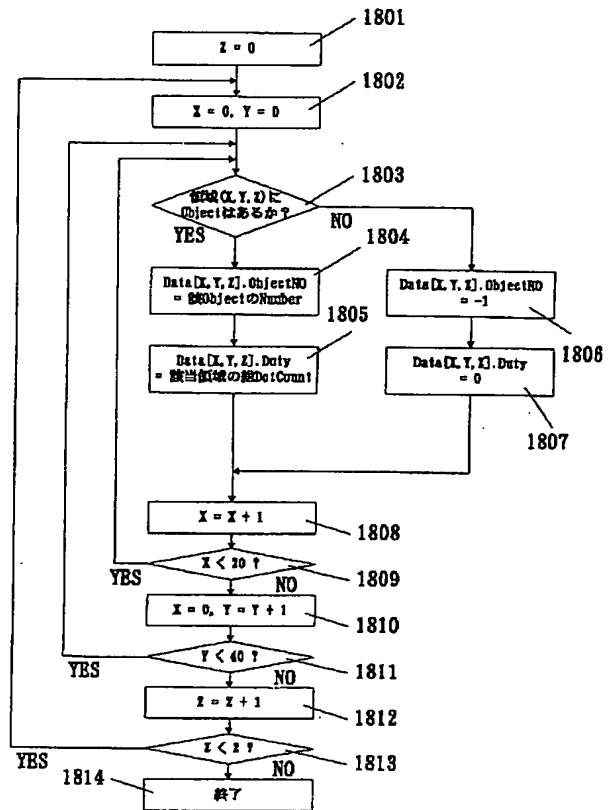 1801
Z = 0
1802
X = 0, Y = 0
1803
領域(X,Y,Z)に
Objectはあるか?
YES
NO
1804
Data[X,Y,Z].ObjectNO
= 該ObjectのNumber
Data[X,Y,Z].ObjectNO
= -1
1805
1806
Data[X,Y,Z].Duty
= 該当領域の総DotCount
Data[X,Y,Z].Duty
= 0
1807
X = X + 1
1808
X < 20 ?
YES
NO
1809
X = 0, Y = Y + 1
1810
Y < 40 ?
YES
NO
1811
Z = Z + 1
1812
Z < 2 ?
YES
NO
1813
1814
終了